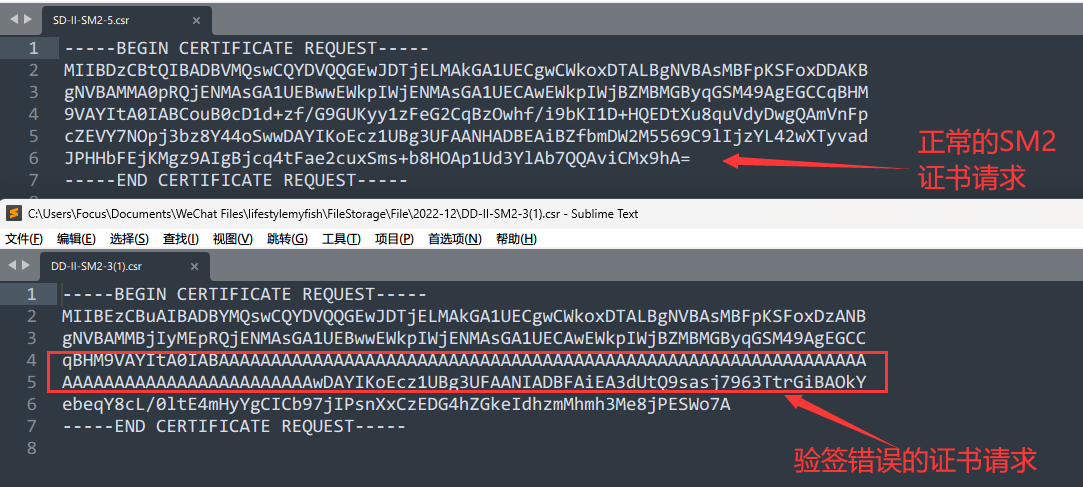 SD-II-SM2-5.csr ×
1 -----BEGIN CERTIFICATE REQUEST-----
2 MIIBDzCBtQIBADBVMQswCQYDVQQGEwJDTjELMAkGA1UECgwCWkoxDTALBgNVBAsMBFpKSFoxDDAKB
3 gNVBAMMA0pRQjENMAsGA1UEBwwEWkpIWjENMAsGA1UECAwEWkpIWjBZMBMGByqGSM49AgEGCCqBHM
4 9VAYItA0IABCouB0cD1d+zf/G9GUKyy1zFeG2CqBzOwhf/i9bKI1D+HQEDtXu8quVdyDwgQAmVnFp
5 cZEVY7NOpj3bz8Y44oSwwDAYIKoEcz1UBg3UFAANHADBEAiBZfbmDW2M5569C9lIjzYL42wXTyvad
6 JPHHbFEjKMgz9AIgBjcq4tFae2cuxSms+b8HOAp1Ud3YlAb7QQAviCMx9hA=
7 -----END CERTIFICATE REQUEST-----
正常的SM2
证书请求
C:\Users\Focus\Documents\WeChat Files\lifestylemyfish\FileStorage\File\2022-12\DD-II-SM2-3(1).csr - Sublime Text
文件(F) 编辑(E) 选择(S) 查找(I) 视图(V) 跳转(G) 工具(T) 项目(P) 首选项(N) 帮助(H)
DD-II-SM2-3(1).csr ×
1 -----BEGIN CERTIFICATE REQUEST-----
2 MIIBEzCBuAIBADBYMQswCQYDVQQGEwJDTjELMAkGA1UECgwCWkoxDTALBgNVBAsMBFpKSFoxDzANB
3 gNVBAMMBjIyMEpRQjENMAsGA1UEBwwEWkpIWjENMAsGA1UECAwEWkpIWjBZMBMGByqGSM49AgEGCC
4 qBHM9VAYItA0IABAAAAAAAAAAAAAAAAAAAAAAAAAAAAAAAAAAAAAAAAAAAAAAAAAAAAAAAAAAAAAA
5 AAAAAAAAAAAAAAAAAAAAAAAAwDAYIKoEcz1UBg3UFAANIADBFAiEA3dUtQ9sasj7963TtrGiBAOkY
6 ebeqY8cL/0ltE4mHyYgCICb97jIPsnXxCzEDG4hZGkeIdhzmMhmh3Me8jPESWo7A
7 -----END CERTIFICATE REQUEST-----
8
验签错误的证书请求